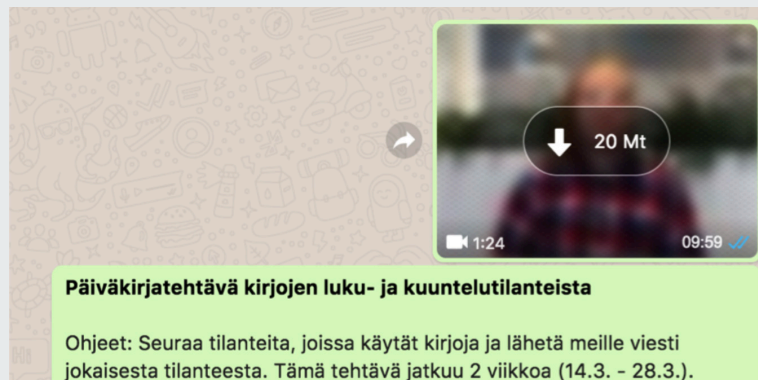 20 Mt
1:24 09:59
Päiväkirjatehtävä kirjojen luku- ja kuuntelutilanteista
Ohjeet: Seuraa tilanteita, joissa käytät kirjoja ja lähetä meille viesti
jokaisesta tilanteesta. Tämä tehtävä jatkuu 2 viikkoa (14.3. - 28.3.).